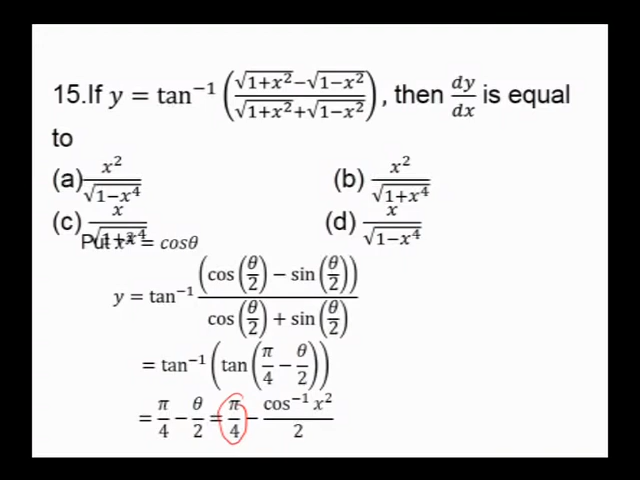 15.If y = tan⁻¹ ((√1+x² − √1−x²)/(√1+x² + √1−x²)), then dy/dx is equal
to
(a) x²/√1−x⁴ (b) x²/√1+x⁴
(c) x/√1+x⁴ (d) x/√1−x⁴
Put x² = cosθ
y = tan⁻¹ (cos(θ/2) − sin(θ/2))/(cos(θ/2) + sin(θ/2))
= tan⁻¹ (tan(π/4 − θ/2))
= π/4 − θ/2 = π/4 − cos⁻¹ x²/2